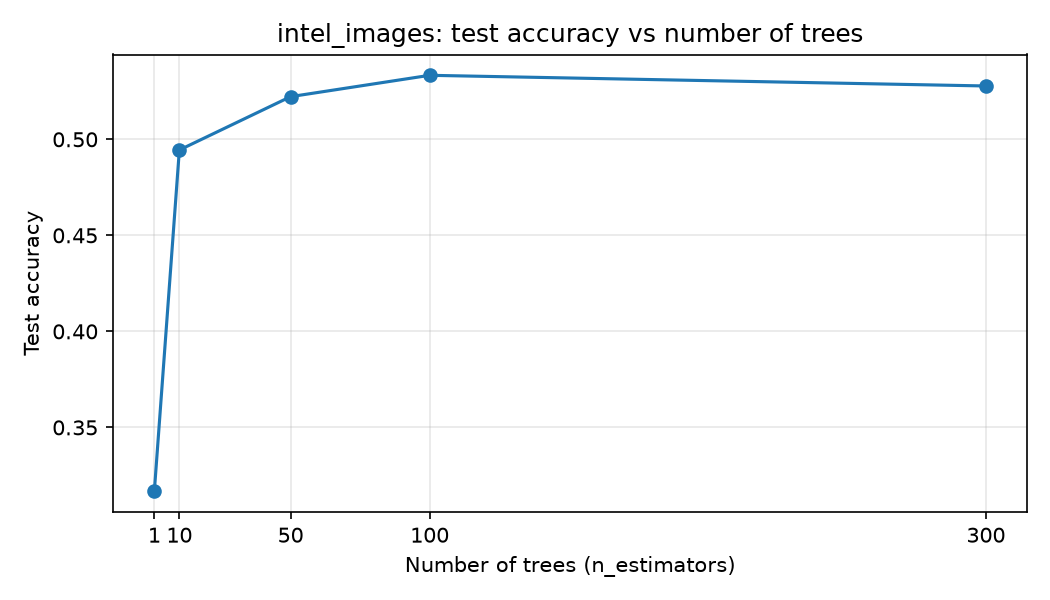 intel_images: test accuracy vs number of trees
Test accuracy
0.50
0.45
0.40
0.35
1 10 50 100 300
Number of trees (n_estimators)